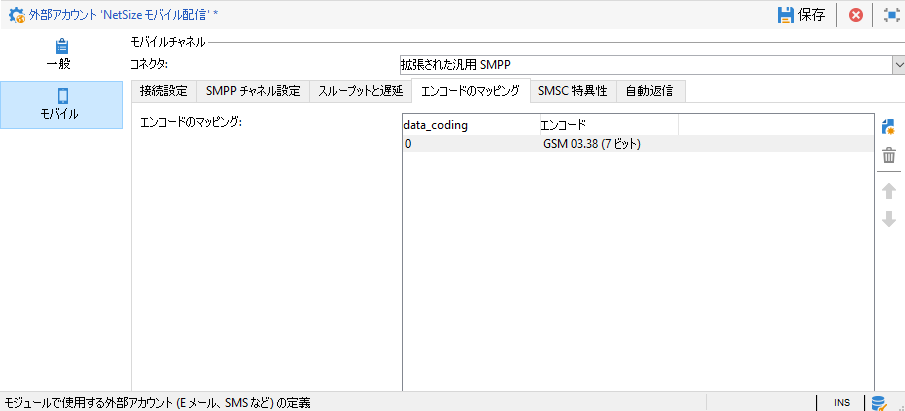 外部アカウント 'NetSize モバイル配信' *
保存
一般
モバイル
モバイルチャネル
コネクタ:
拡張された汎用 SMPP
接続設定 SMPP チャネル設定 スループットと遅延 エンコードのマッピング SMSC 特異性 自動返信
エンコードのマッピング:
data_coding エンコード
0 GSM 03.38 (7 ビット)
モジュールで使用する外部アカウント (E メール、SMS など) の定義
INS